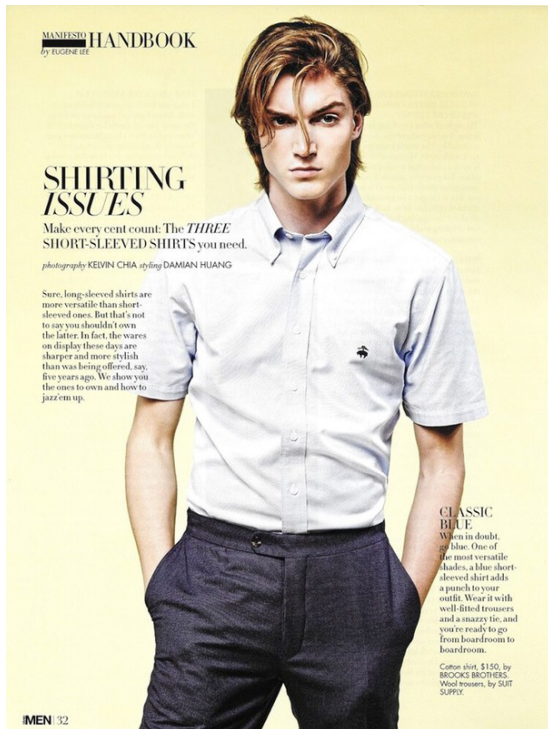 MANIFESTO HANDBOOK
by EUGENE LEE
SHIRTING
ISSUES
Make every cent count: The THREE
SHORT-SLEEVED SHIRTS you need.
photography KELVIN CHIA styling DAMIAN HUANG
Sure, long-sleeved shirts are
more versatile than short-
sleeved ones. But that's not
to say you shouldn't own
the latter. In fact, the wares
on display these days are
sharper and more stylish
than was being offered, say,
five years ago. We show you
the ones to own and how to
jazz'em up.
CLASSIC
BLUE
When in doubt,
go blue. One of
the most versatile
shades, a blue short-
sleeved shirt adds
a punch to your
outfit. Wear it with
well-fitted trousers
and a snazzy tie, and
you're ready to go
from boardroom to
boardroom.
Cotton shirt, $150, by
BROOKS BROTHERS.
Wool trousers, by SUIT
SUPPLY.
MEN | 32